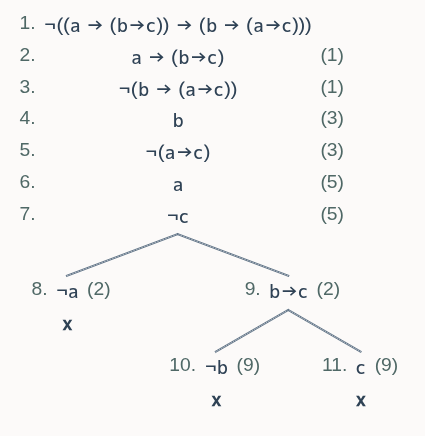 1. ¬((a → (b→c)) → (b → (a→c)))
2. a → (b→c) (1)
3. ¬(b → (a→c)) (1)
4. b (3)
5. ¬(a→c) (3)
6. a (5)
7. ¬c (5)
8. ¬a (2) 9. b→c (2)
x
10. ¬b (9) 11. c (9)
x x